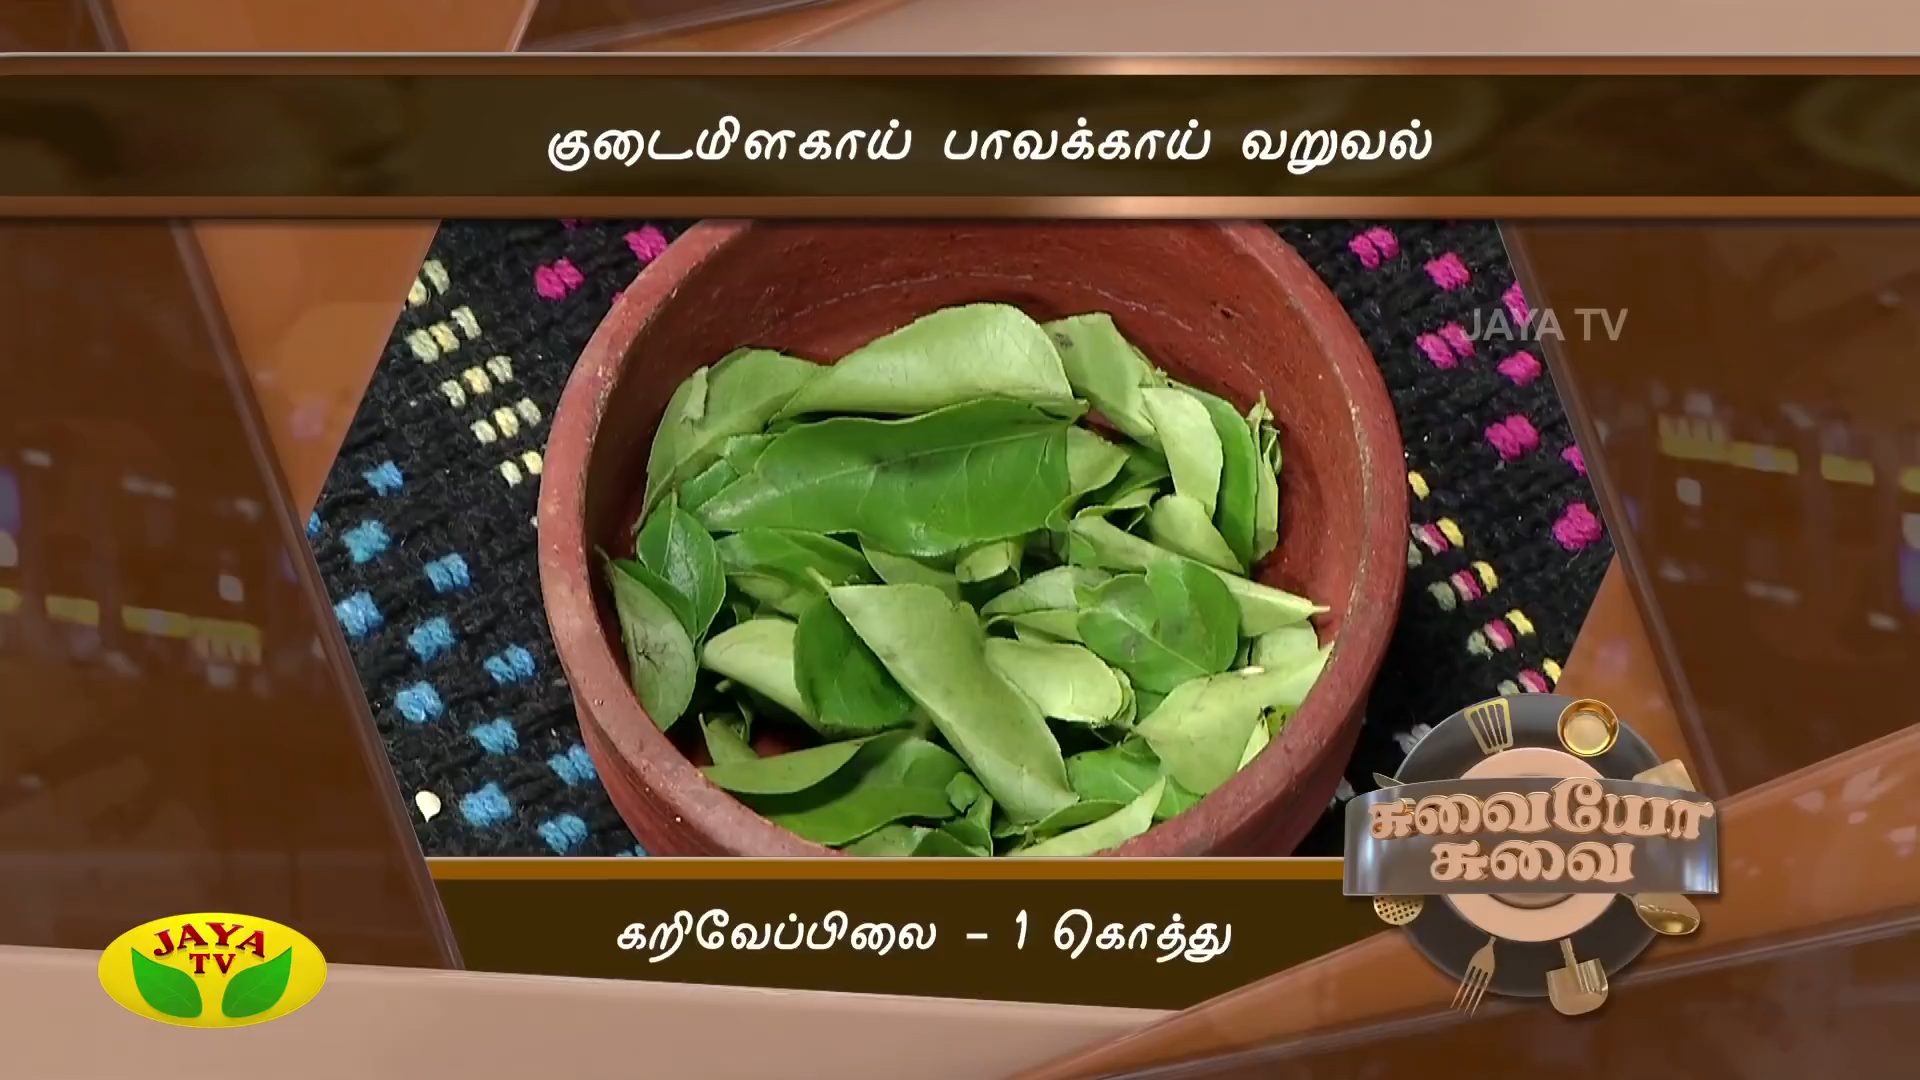 குடைமிளகாய் பாவக்காய் வறுவல்
JAYA TV
சுவையோ
சுவை
கறிவேப்பிலை - 1 கொத்து
JAYA
TV